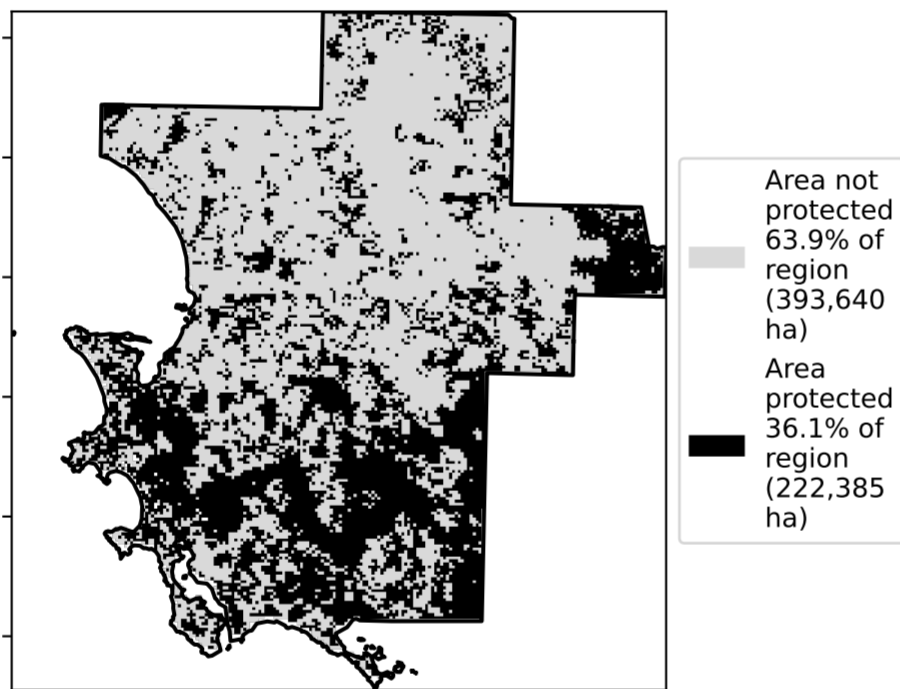 Area not
protected
63.9% of
region
(393,640
ha)
Area
protected
36.1% of
region
(222,385
ha)